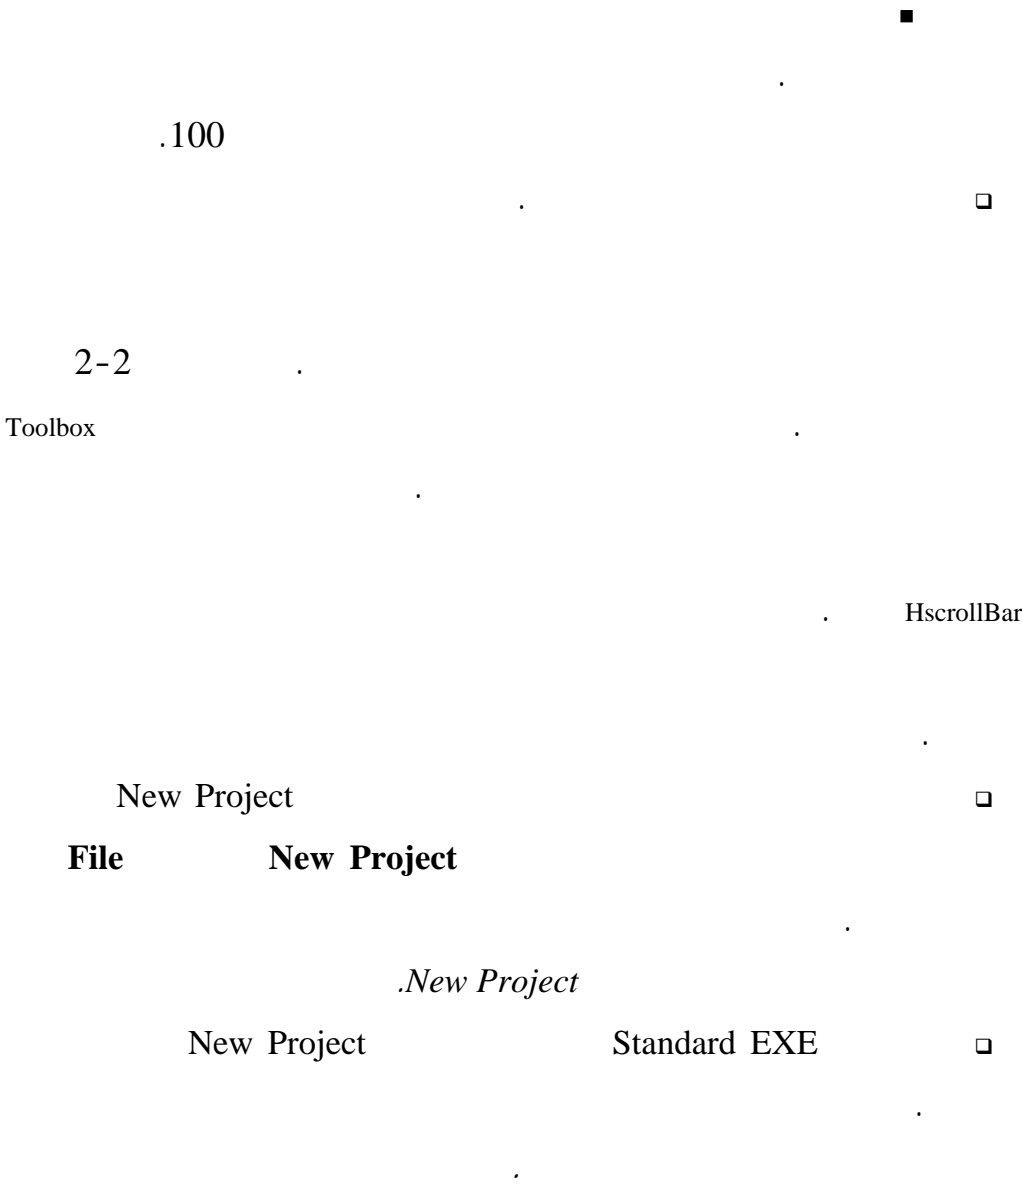 ■
.
.100
❑ .
. 2-2
. Toolbox
.
HscrollBar .
.
❑ New Project
New Project File
.
.New Project
❑ Standard EXE New Project
.
.